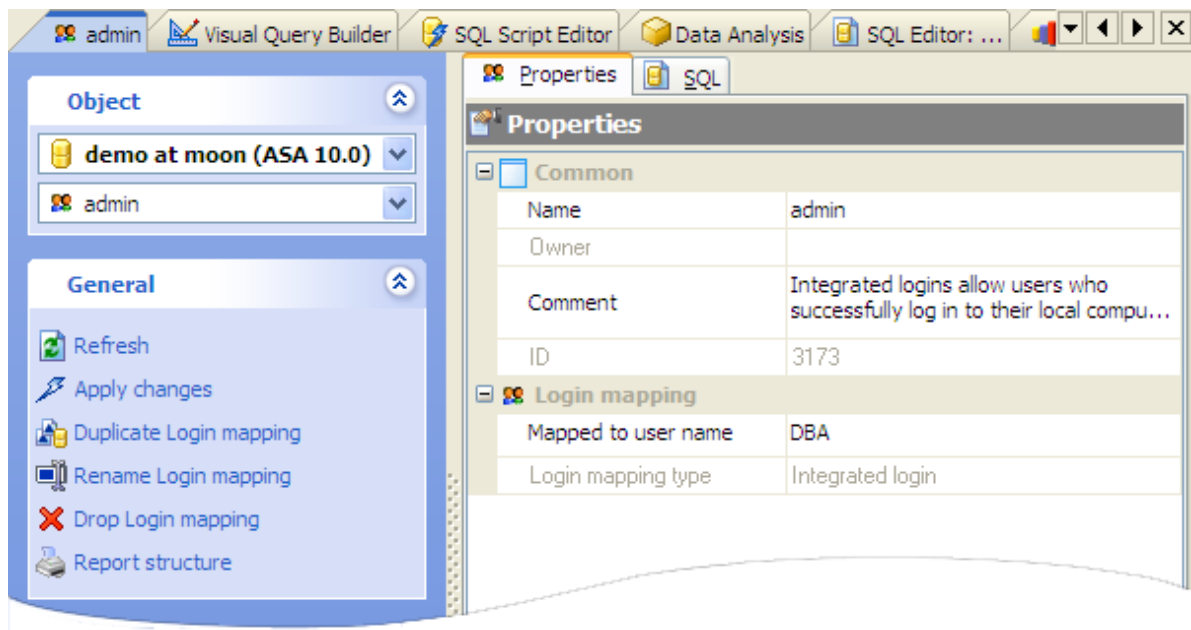 admin
Visual Query Builder
SQL Script Editor
Data Analysis
SQL Editor: ...
Object
demo at moon (ASA 10.0)
admin
General
Refresh
Apply changes
Duplicate Login mapping
Rename Login mapping
Drop Login mapping
Report structure
Properties
SQL
Properties
Common
Name admin
Owner
Comment Integrated logins allow users who
successfully log in to their local compu...
ID 3173
Login mapping
Mapped to user name DBA
Login mapping type Integrated login